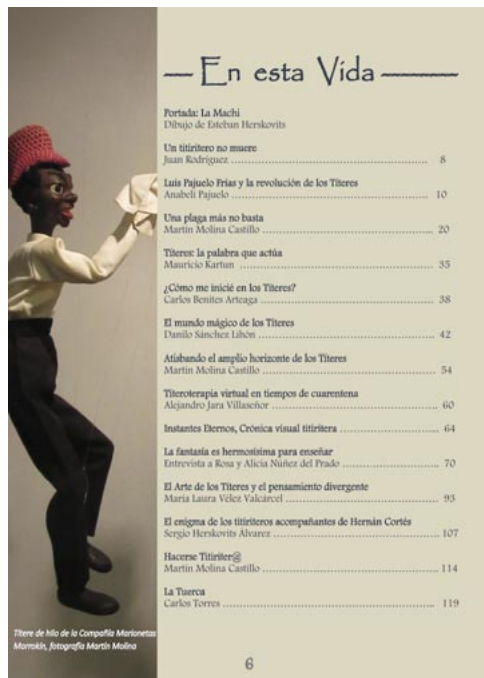 En esta Vida
Portada: La Machi
Dibujo de Esteban Herskovits
Un titiritero no muere
Juan Rodriguez ........ 8
Luis Pajuelo Frías y la revolución de los Títeres
Anabelí Pajuelo ........ 10
Una plaga más no basta
Martín Molina Castillo ........ 20
Títeres: la palabra que actúa
Mauricio Kartun ........ 35
¿Cómo me inicié en los Títeres?
Carlos Benites Arteaga ........ 38
El mundo mágico de los Títeres
Danilo Sánchez Lihón ........ 42
Atisbando el amplio horizonte de los Títeres
Martín Molina Castillo ........ 54
Titeroterapia virtual en tiempos de cuarentena
Alejandro Jara Villaseñor ........ 60
Instantes Eternos, Crónica visual titiritera ........ 64
La fantasía es hermosísima para enseñar
Entrevista a Rosa y Alicia Núñez del Prado ........ 70
El Arte de los Títeres y el pensamiento divergente
María Laura Vélez Valcárcel ........ 93
El enigma de los titiriteros acompañantes de Hernán Cortés
Sergio Herskovits Álvarez ........ 107
Hacerse Titiriter@
Martín Molina Castillo ........ 114
La Tuerca
Carlos Torres ........ 119
Títere de hilo de la Compañía Marionetas
Morrokín, fotografía Martín Molina
6